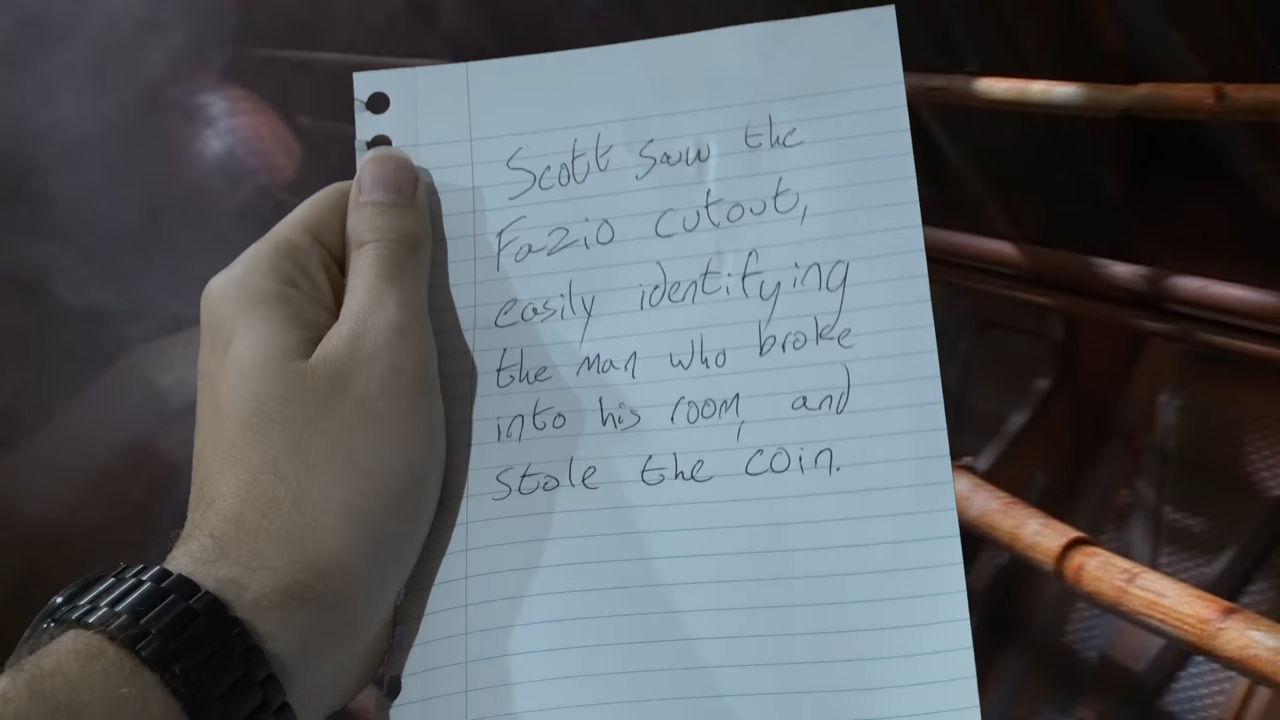 Scott saw the
Fazio cutout,
easily identifying
the man who broke
into his room, and
stole the coin.